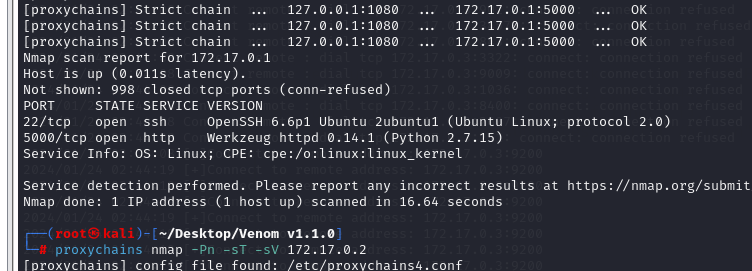 [proxychains] Strict chain  ...  127.0.0.1:1080  ...  172.17.0.1:5000  ...  OK
[proxychains] Strict chain  ...  127.0.0.1:1080  ...  172.17.0.1:5000  ...  OK
[proxychains] Strict chain  ...  127.0.0.1:1080  ...  172.17.0.1:5000  ...  OK
Nmap scan report for 172.17.0.1
Host is up (0.011s latency).
Not shown: 998 closed tcp ports (conn-refused)
PORT     STATE SERVICE VERSION
22/tcp   open  ssh     OpenSSH 6.6p1 Ubuntu 2ubuntu1 (Ubuntu Linux; protocol 2.0)
5000/tcp open  http    Werkzeug httpd 0.14.1 (Python 2.7.15)
Service Info: OS: Linux; CPE: cpe:/o:linux:linux_kernel
Service detection performed. Please report any incorrect results at https://nmap.org/submit
Nmap done: 1 IP address (1 host up) scanned in 16.64 seconds
┌──(root㉿kali)-[~/Desktop/Venom v1.1.0]
└─# proxychains nmap -Pn -sT -sV 172.17.0.2
[proxychains] config file found: /etc/proxychains4.conf